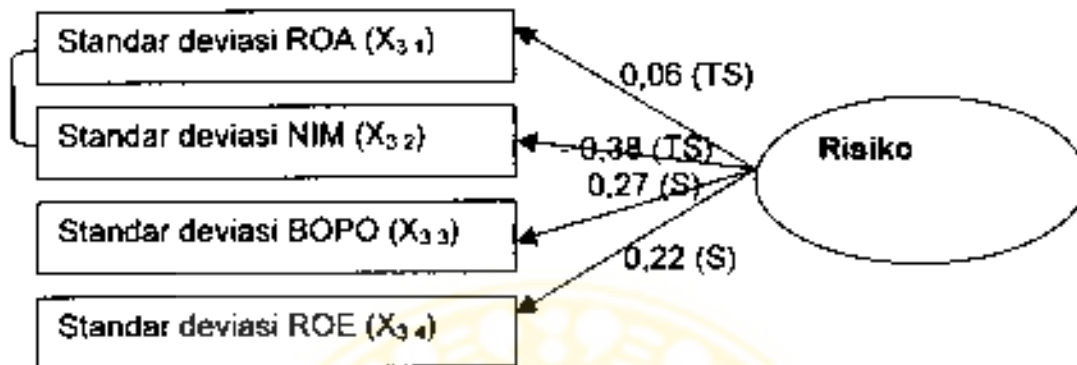 Standar deviasi ROA (X₃.₁)
0,06 (TS)
Standar deviasi NIM (X₃.₂)
-0,38 (TS)
Risiko
0,27 (S)
Standar deviasi BOPO (X₃.₃)
0,22 (S)
Standar deviasi ROE (X₃.₄)